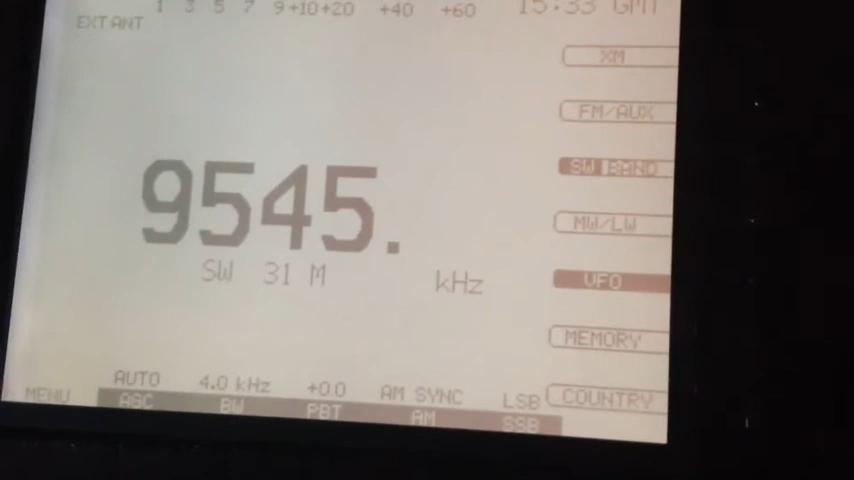 1 3 5 7 9 +10 +20 +40 +60 15:33 GMT
EXT ANT
XM
FM/AUX
SW BAND
9545.
MW/LW
SW 31 M kHz
VFO
MEMORY
AUTO 4.0 kHz +0.0 AM SYNC LSB COUNTRY
MENU AGC BW PBT AM SSB